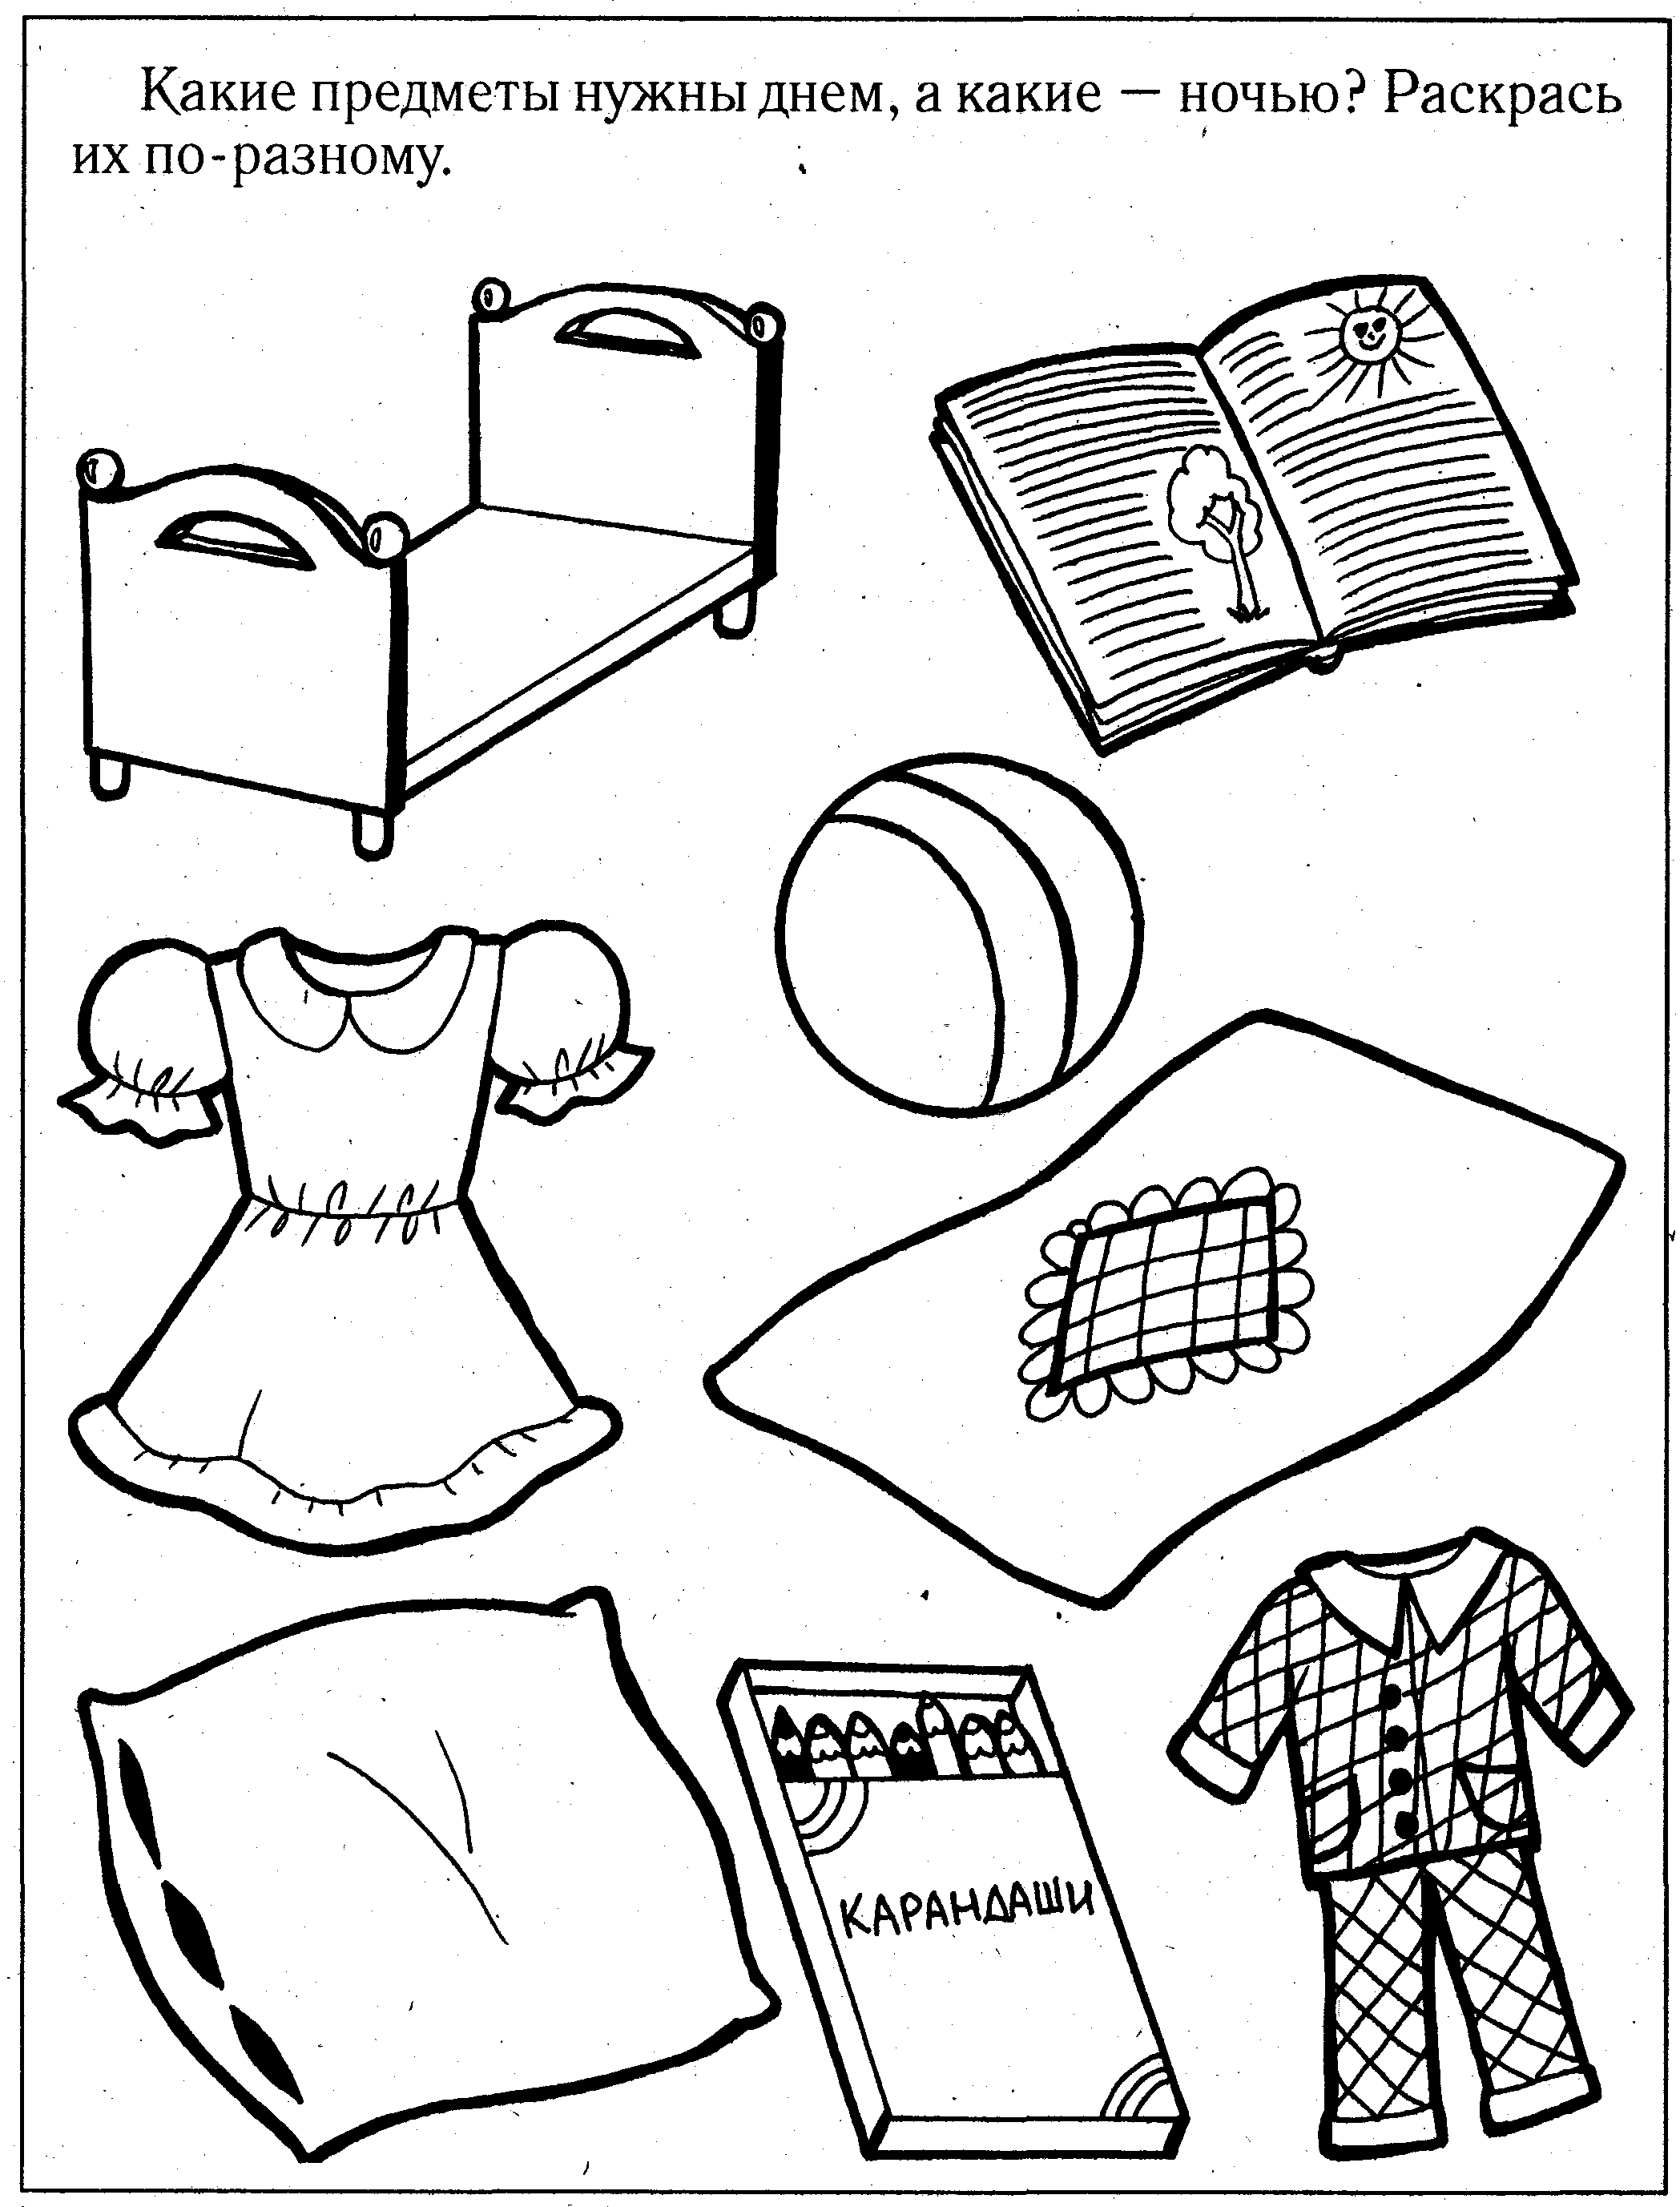 Какие предметы нужны днем, а какие — ночью? Раскрась
их по-разному.
КАРАНДАШИ